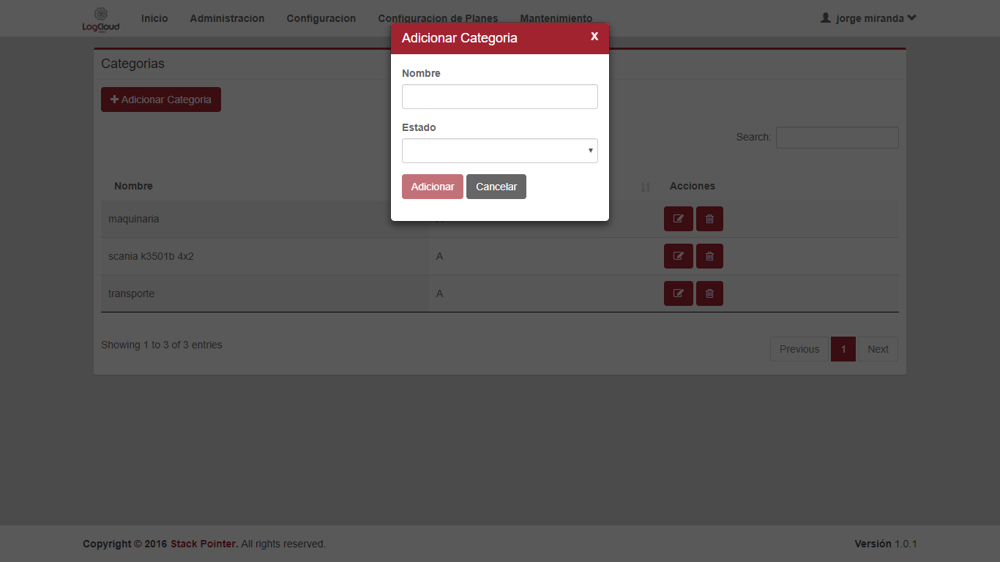 LogCloud
Inicio Administracion Configuracion Configuracion de Planes Mantenimiento jorge miranda
Adicionar Categoria X
Categorias
Nombre
Adicionar Categoria
Estado
Search:
Adicionar Cancelar
Nombre Acciones
maquinaria
scania k3501b 4x2 A
transporte A
Showing 1 to 3 of 3 entries Previous 1 Next
Copyright © 2016 Stack Pointer. All rights reserved. Versión 1.0.1